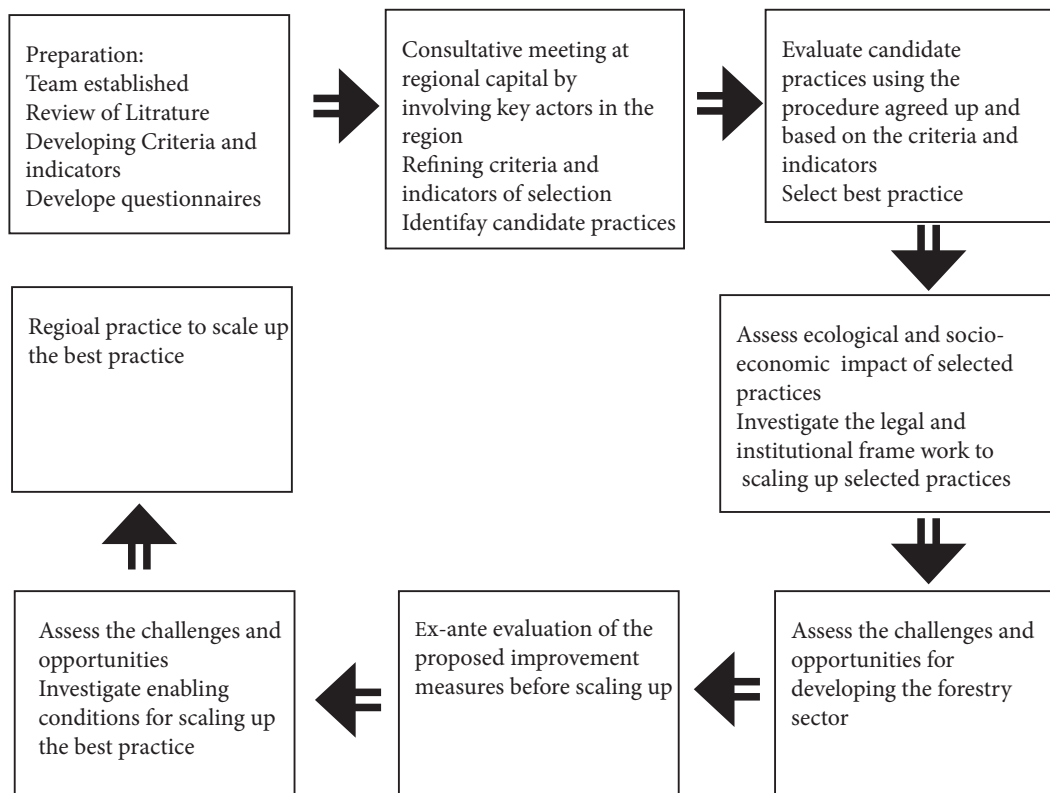 Preparation:
Team established
Review of Litrature
Developing Criteria and
indicators
Develope questionnaires
Consultative meeting at
regional capital by
involving key actors in the
region
Refining criteria and
indicators of selection
Identifay candidate practices
Evaluate candidate
practices using the
procedure agreed up and
based on the criteria and
indicators
Select best practice
Assess ecological and socio-
economic impact of selected
practices
Investigate the legal and
institutional frame work to
scaling up selected practices
Assess the challenges and
opportunities for
developing the forestry
sector
Ex-ante evaluation of the
proposed improvement
measures before scaling up
Assess the challenges and
opportunities
Investigate enabling
conditions for scaling up
the best practice
Regioal practice to scale up
the best practice